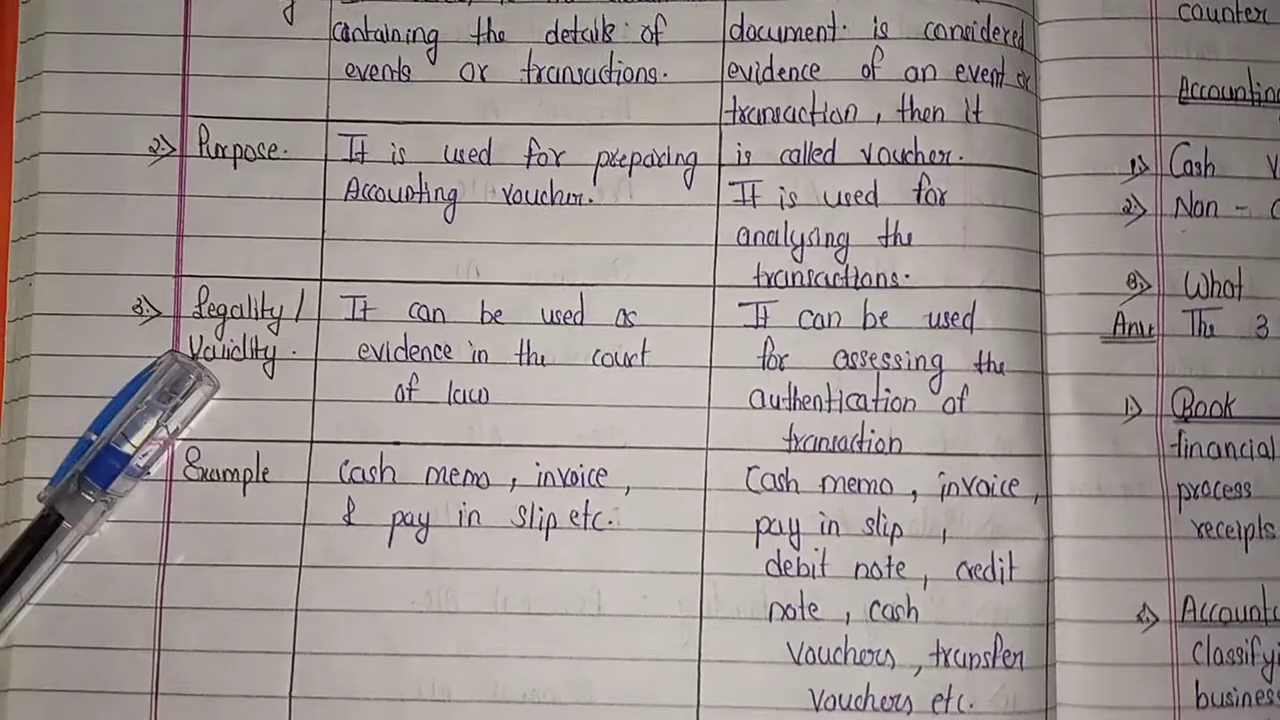 containing the details of
events or transactions.
document is considered
evidence of an event or
transaction, then it
is called voucher.
2) Purpose.
It is used for preparing
Accounting voucher.
It is used for
analysing the
transactions.
3) Legality/
Validity.
It can be used as
evidence in the court
of law
It can be used
for assessing the
authentication of
transaction
Example
Cash memo, invoice,
& pay in slip etc.
Cash memo, invoice,
pay in slip,
debit note, credit
note, cash
vouchers, transfer
vouchers etc.
counter
Accounting
1) Cash V
2) Non - C
What
Ans The 3
1) Book
financial
process
receipts
2)
classify
business